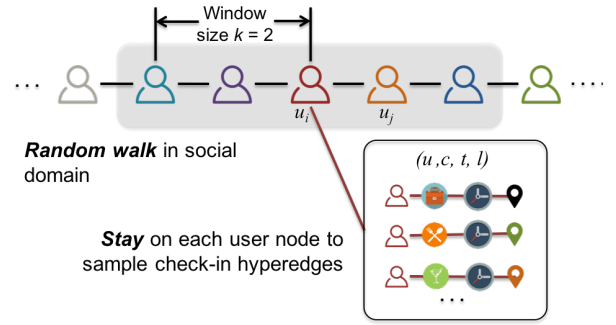 Window
size k = 2
... ....
u_i u_j
Random walk in social
domain
(u ,c, t, l)
Stay on each user node to
sample check-in hyperedges
...